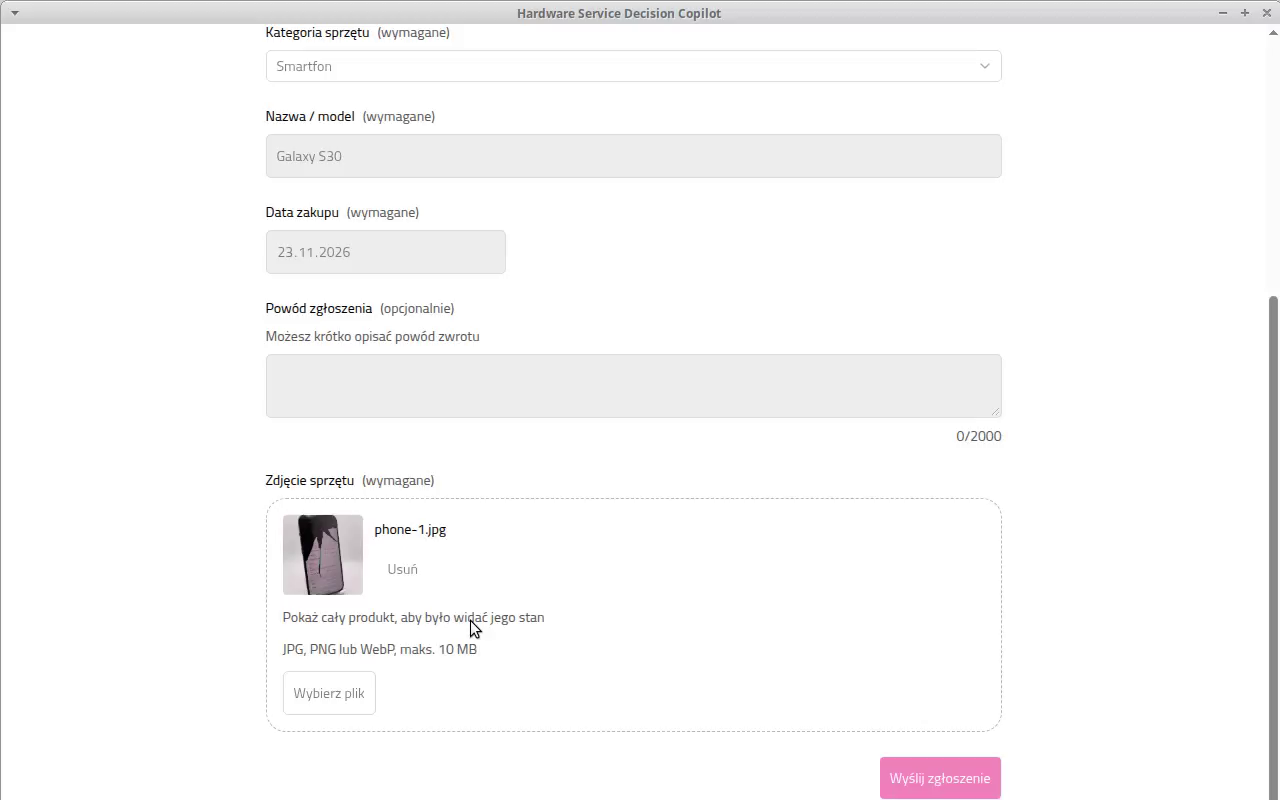 Hardware Service Decision Copilot
Kategoria sprzętu (wymagane)
Smartfon
Nazwa / model (wymagane)
Galaxy S30
Data zakupu (wymagane)
23.11.2026
Powód zgłoszenia (opcjonalnie)
Możesz krótko opisać powód zwrotu
0/2000
Zdjęcie sprzętu (wymagane)
phone-1.jpg
Usuń
Pokaż cały produkt, aby było widać jego stan
JPG, PNG lub WebP, maks. 10 MB
Wybierz plik
Wyślij zgłoszenie